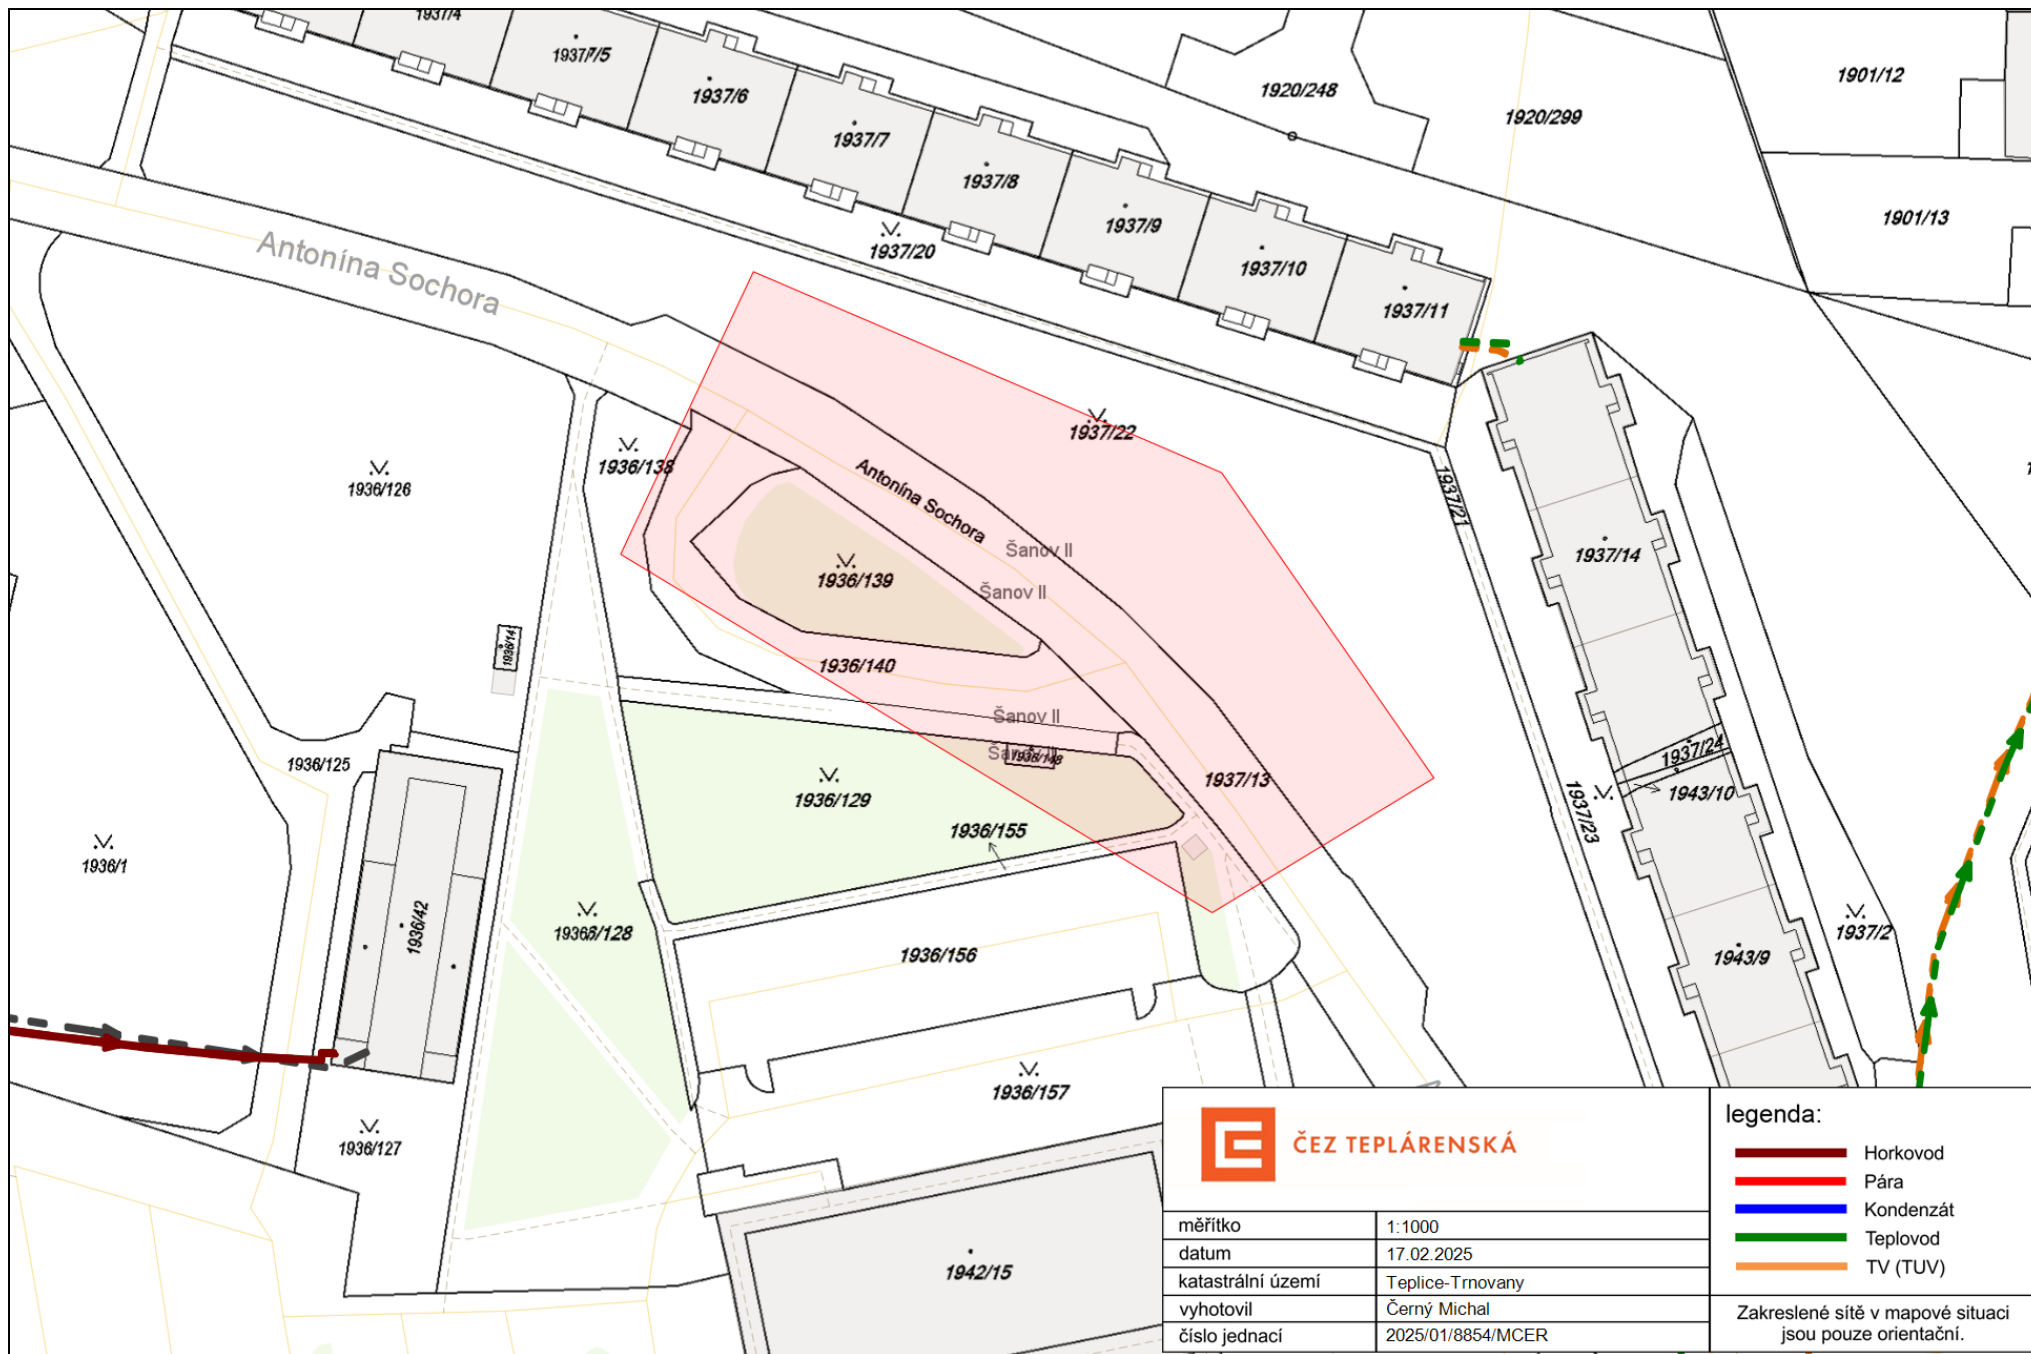 1937/4
1937/5
1937/6
1937/7
1937/8
1937/9
1937/10
1937/11
1937/20
1920/248
1920/299
1901/12
1901/13
Antonína Sochora
1937/22
1936/138
1936/126
Antonína Sochora
1937/21
Šanov II
1937/14
1936/139
Šanov II
1936/14
1936/140
Šanov II
1937/24
1936/125
Šanov II
1936/148
1937/13
1943/10
1936/129
1937/23
1936/155
1936/1
1936/42
1936/128
1937/2
1936/156
1943/9
1936/157
1936/127
1942/15
ČEZ TEPLÁRENSKÁ
měřítko 1:1000
datum 17.02.2025
katastrální území Teplice-Trnovany
vyhotovil Černý Michal
číslo jednací 2025/01/8854/MCER
legenda:
Horkovod
Pára
Kondenzát
Teplovod
TV (TUV)
Zakreslené sítě v mapové situaci
jsou pouze orientační.